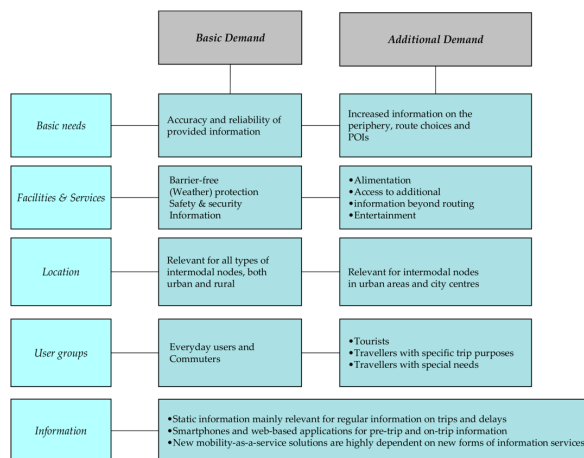 Basic Demand
Additional Demand
Basic needs
Accuracy and reliability of
provided information
Increased information on the
periphery, route choices and
POIs
Facilities & Services
Barrier-free
(Weather) protection
Safety & security
Information
•Alimentation
•Access to additional
•information beyond routing
•Entertainment
Location
Relevant for all types of
intermodal nodes, both
urban and rural
Relevant for intermodal nodes
in urban areas and city centres
User groups
Everyday users and
Commuters
•Tourists
•Travellers with specific trip purposes
•Travellers with special needs
Information
•Static information mainly relevant for regular information on trips and delays
•Smartphones and web-based applications for pre-trip and on-trip information
•New mobility-as-a-service solutions are highly dependent on new forms of information services